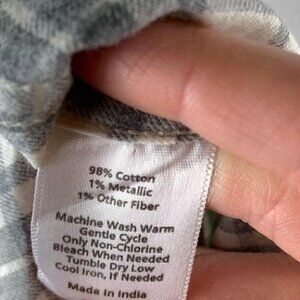 98% Cotton
1% Metallic
1% Other Fiber
Machine Wash Warm
Gentle Cycle
Only Non-Chlorine
Bleach When Needed
Tumble Dry Low
Cool Iron, If Needed
Made in India